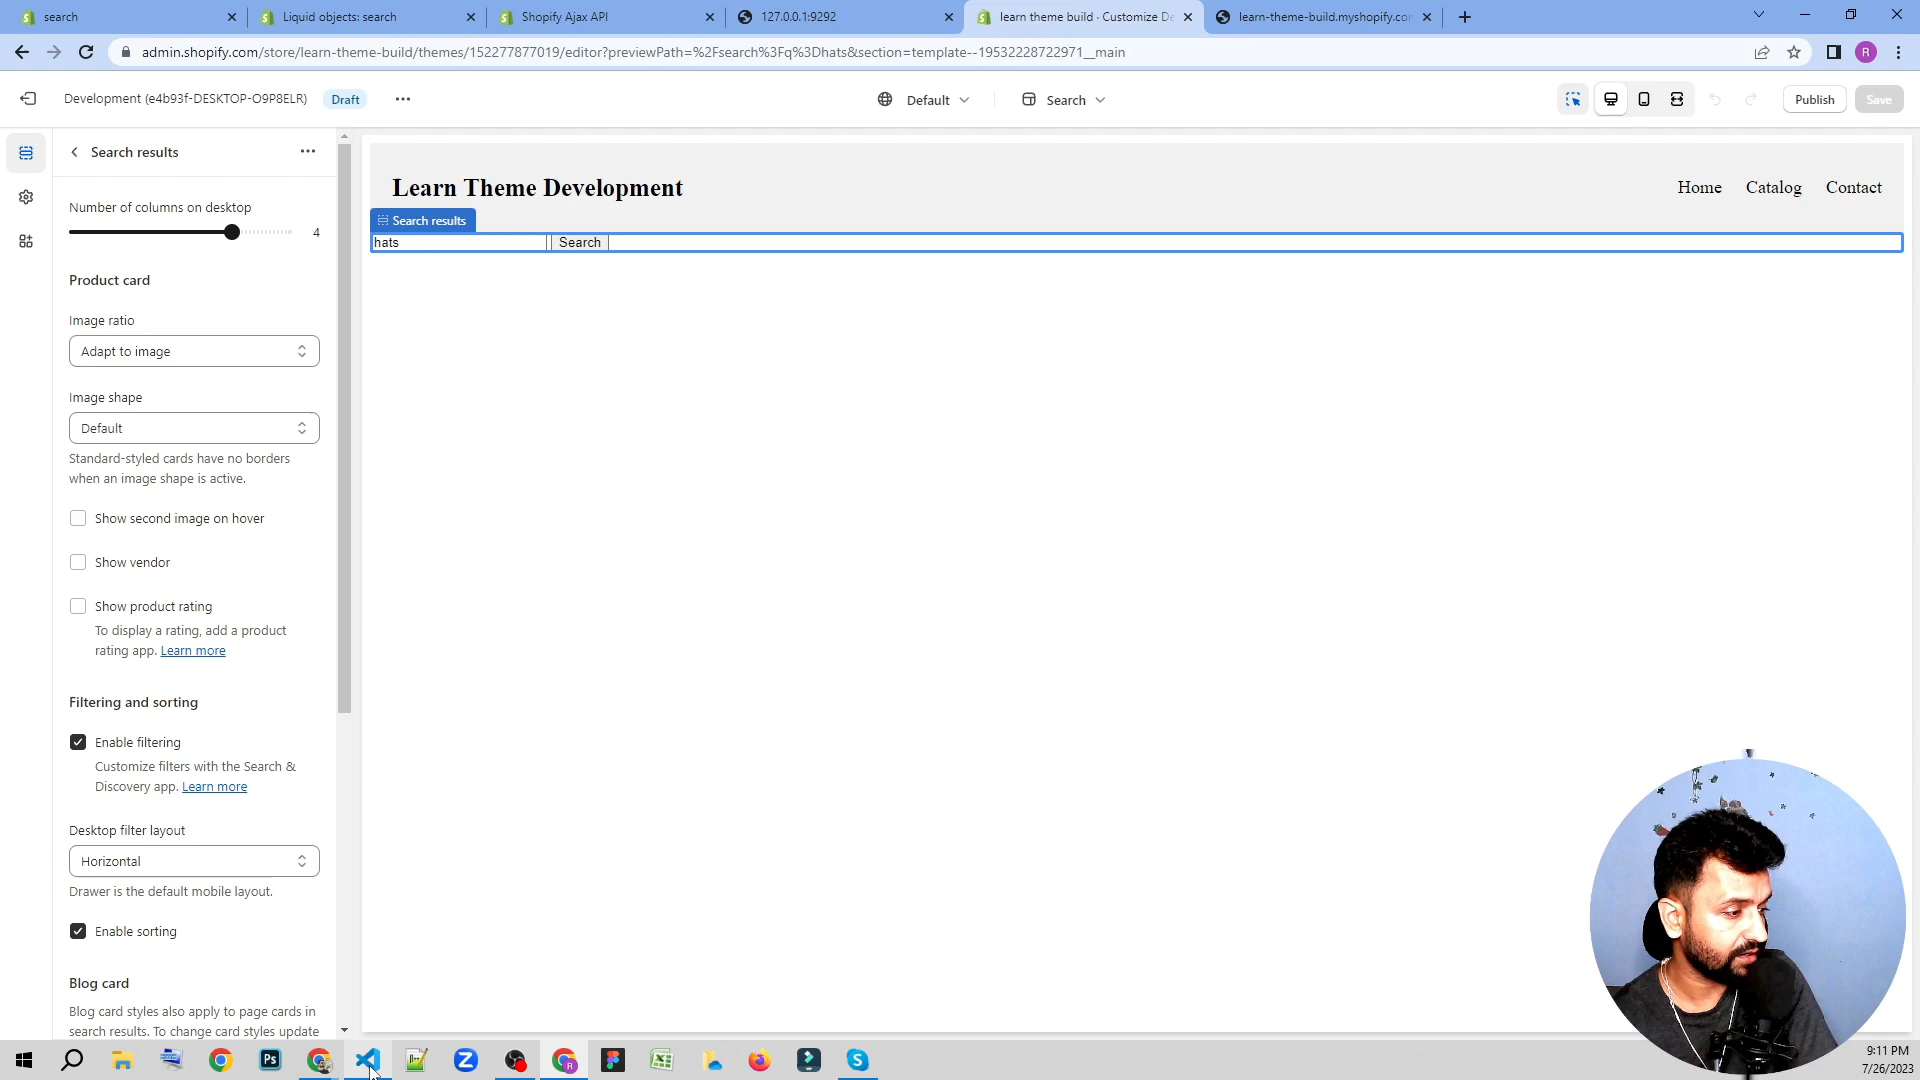 search
Liquid objects: search
Shopify Ajax API
127.0.0.1:9292
learn theme build · Customize De
learn-theme-build.myshopify.con
admin.shopify.com/store/learn-theme-build/themes/152277877019/editor?previewPath=%2Fsearch%3Fq%3Dhats&section=template--19532228722971__main
R
Development (e4b93f-DESKTOP-O9P8ELR)
Draft
Default
Search
Publish
Save
Search results
Number of columns on desktop
4
Product card
Image ratio
Adapt to image
Image shape
Default
Standard-styled cards have no borders
when an image shape is active.
Show second image on hover
Show vendor
Show product rating
To display a rating, add a product
rating app. Learn more
Filtering and sorting
Enable filtering
Customize filters with the Search &
Discovery app. Learn more
Desktop filter layout
Horizontal
Drawer is the default mobile layout.
Enable sorting
Blog card
Blog card styles also apply to page cards in
search results. To change card styles update
Learn Theme Development
Home
Catalog
Contact
Search results
hats
Search
Ps
Z
R
S
9:11 PM
7/26/2023